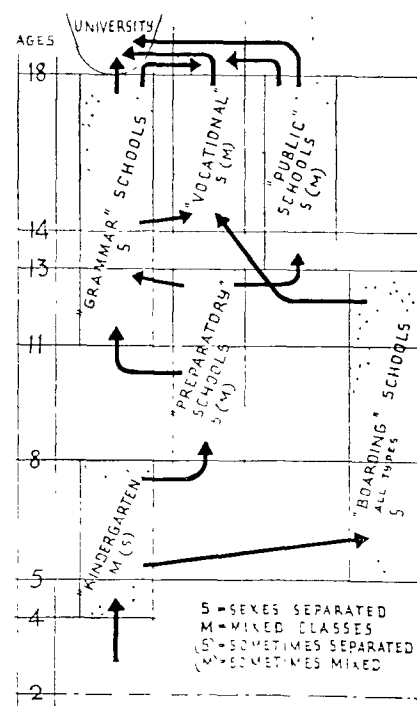 UNIVERSITY
AGES
18
"GRAMMAR" SCHOOLS
S
"VOCATIONAL"
S (M)
"PUBLIC"
SCHOOLS
S (M)
14
13
11
"PREPARATORY"
SCHOOLS
S (M)
"BOARDING" SCHOOLS
ALL TYPES
S
8
"KINDERGARTEN
M (S)
5
4
2
S = SEXES SEPARATED
M = MIXED CLASSES
(S) = SOMETIMES SEPARATED
(M) = SOMETIMES MIXED